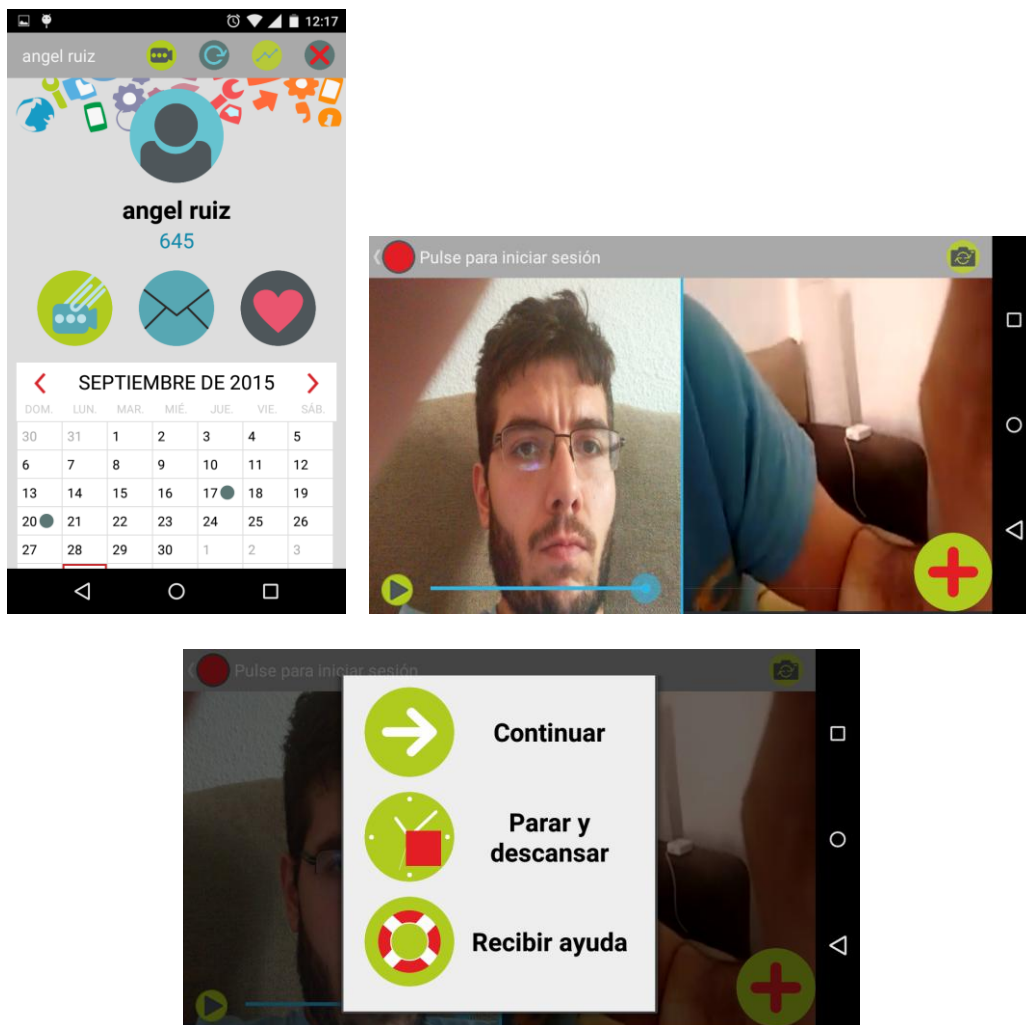 12:17
angel ruiz
angel ruiz
645
SEPTIEMBRE DE 2015
DOM. LUN. MAR. MIÉ. JUE. VIE. SÁB.
30 31 1 2 3 4 5
6 7 8 9 10 11 12
13 14 15 16 17 18 19
20 21 22 23 24 25 26
27 28 29 30 1 2 3
Pulse para iniciar sesión
Pulse para iniciar sesión
Continuar
Parar y
descansar
Recibir ayuda